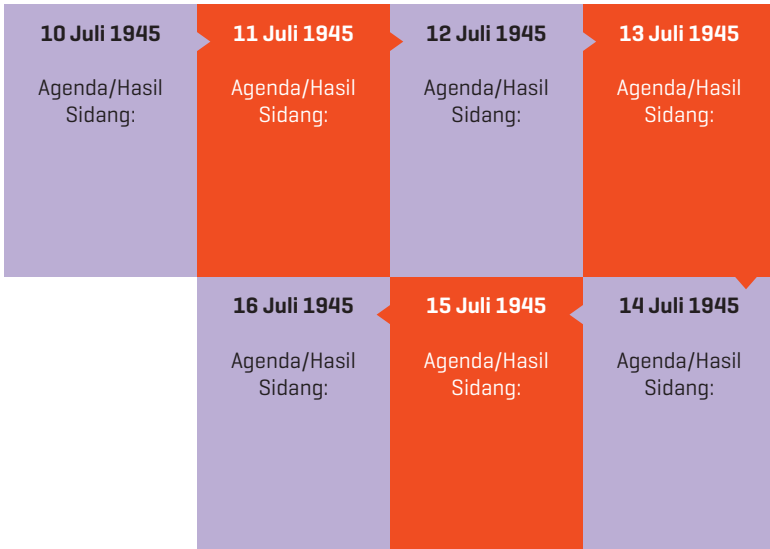 10 Juli 1945
Agenda/Hasil
Sidang:
11 Juli 1945
Agenda/Hasil
Sidang:
12 Juli 1945
Agenda/Hasil
Sidang:
13 Juli 1945
Agenda/Hasil
Sidang:
14 Juli 1945
Agenda/Hasil
Sidang:
15 Juli 1945
Agenda/Hasil
Sidang:
16 Juli 1945
Agenda/Hasil
Sidang: